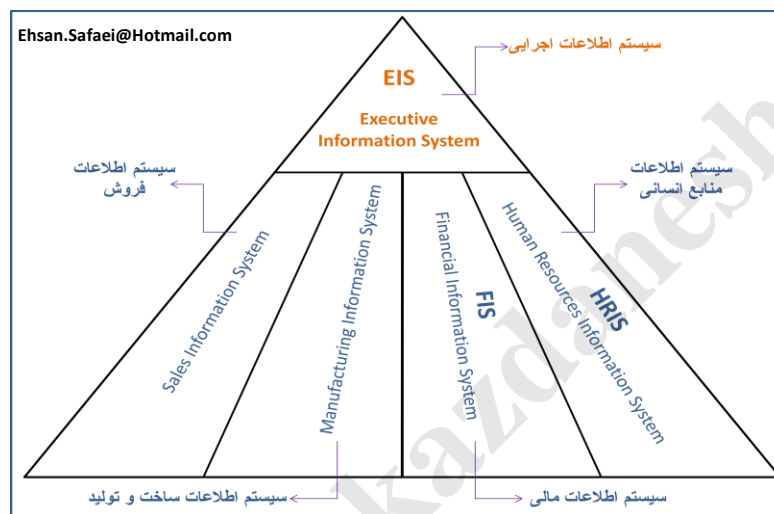 Ehsan.Safaei@Hotmail.com
سیستم اطلاعات اجرایی
EIS
Executive
Information System
سیستم اطلاعات
فروش
سیستم اطلاعات
منابع انسانی
Sales Information System
Manufacturing Information System
FIS
Financial Information System
HRIS
Human Resources Information System
سیستم اطلاعات ساخت و تولید
سیستم اطلاعات مالی
kazdanesh